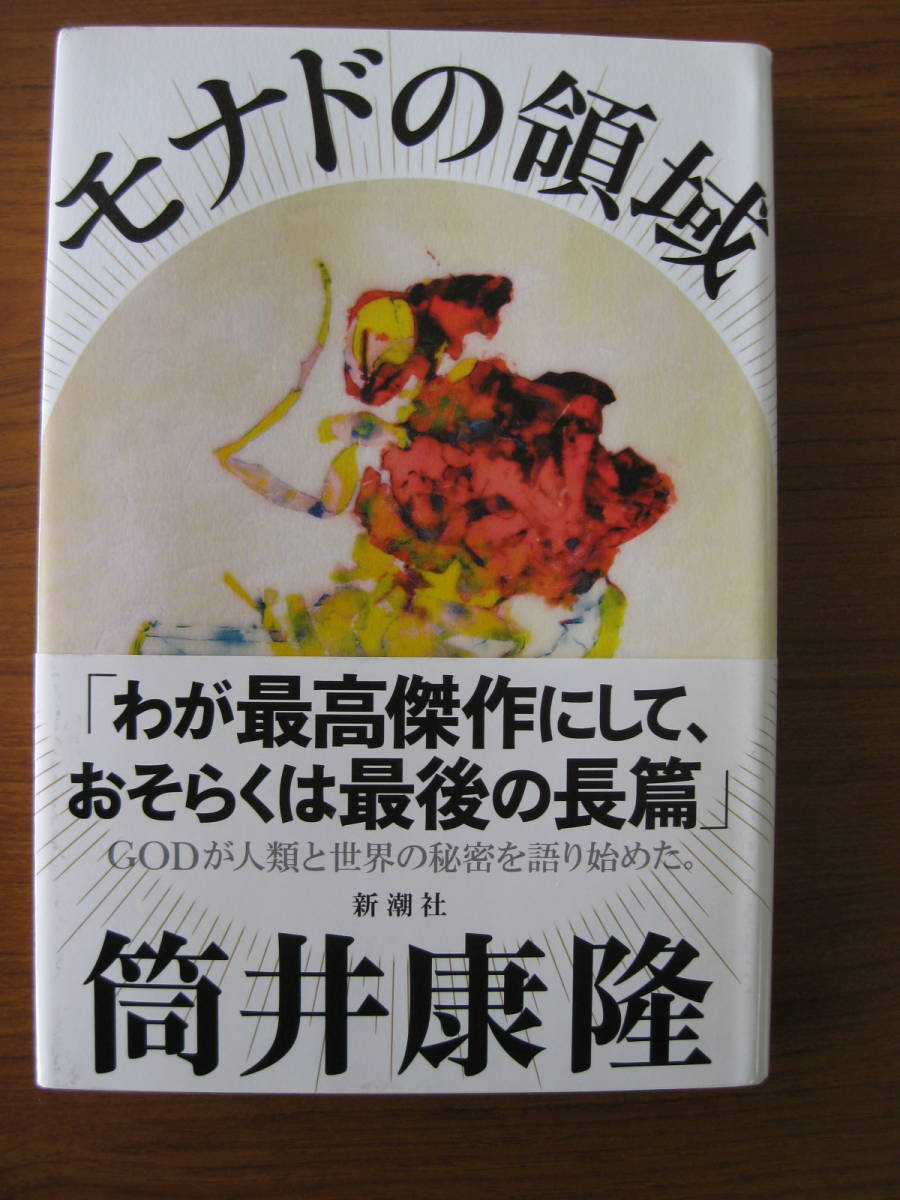 モナドの領域
「わが最高傑作にして、
おそらくは最後の長篇」
GODが人類と世界の秘密を語り始めた。
新潮社
筒井康隆